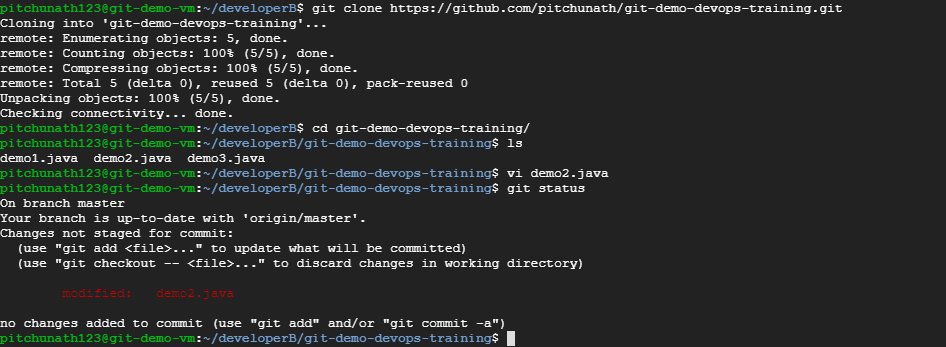 pitchunath123@git-demo-vm:~/developerB$ git clone https://github.com/pitchunath/git-demo-devops-training.git
Cloning into 'git-demo-devops-training'...
remote: Enumerating objects: 5, done.
remote: Counting objects: 100% (5/5), done.
remote: Compressing objects: 100% (5/5), done.
remote: Total 5 (delta 0), reused 5 (delta 0), pack-reused 0
Unpacking objects: 100% (5/5), done.
Checking connectivity... done.
pitchunath123@git-demo-vm:~/developerB$ cd git-demo-devops-training/
pitchunath123@git-demo-vm:~/developerB/git-demo-devops-training$ ls
demo1.java  demo2.java  demo3.java
pitchunath123@git-demo-vm:~/developerB/git-demo-devops-training$ vi demo2.java
pitchunath123@git-demo-vm:~/developerB/git-demo-devops-training$ git status
On branch master
Your branch is up-to-date with 'origin/master'.
Changes not staged for commit:
  (use "git add <file>..." to update what will be committed)
  (use "git checkout -- <file>..." to discard changes in working directory)
        modified:   demo2.java
no changes added to commit (use "git add" and/or "git commit -a")
pitchunath123@git-demo-vm:~/developerB/git-demo-devops-training$